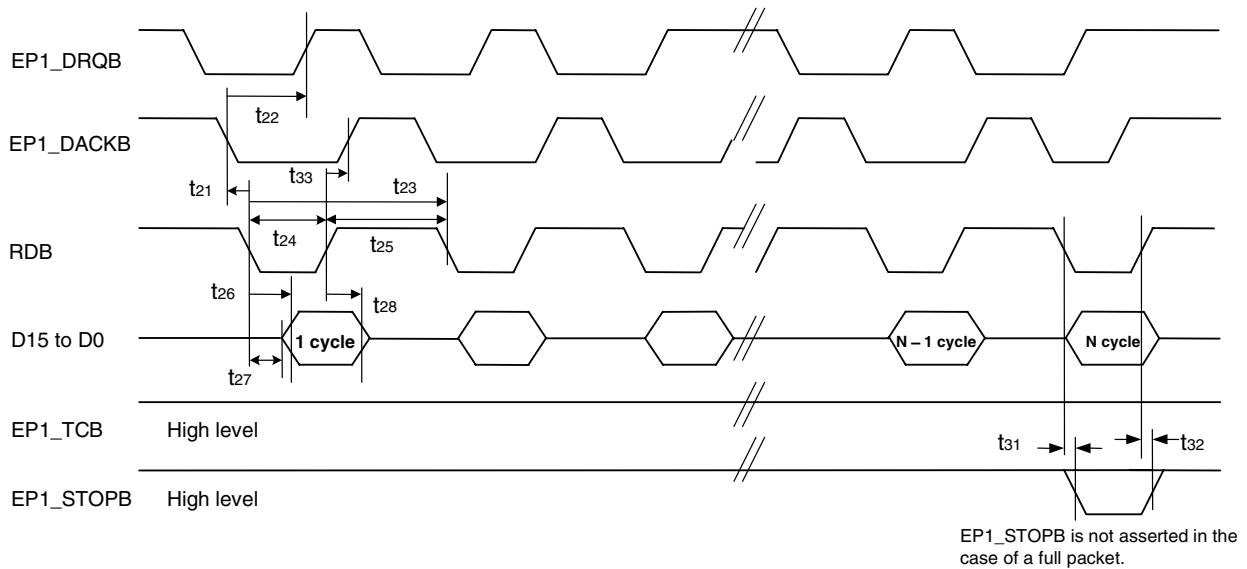 EP1_DRQB
t22
EP1_DACKB
t21
t33
t23
t24
t25
RDB
t26
t28
D15 to D0
1 cycle
N – 1 cycle
N cycle
t27
EP1_TCB
High level
t31
t32
EP1_STOPB
High level
EP1_STOPB is not asserted in the
case of a full packet.